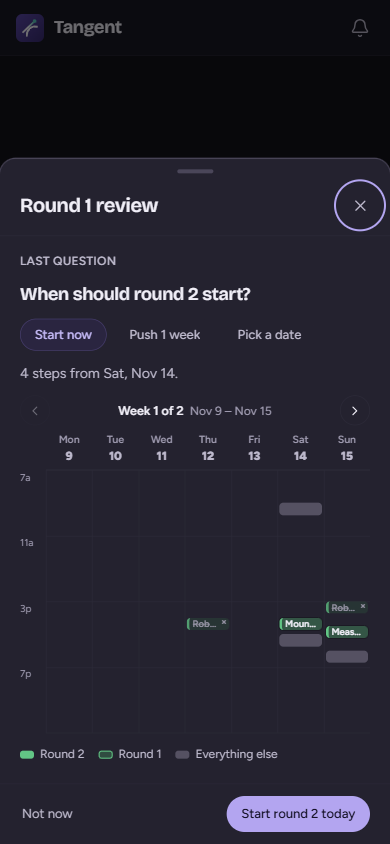 Tangent
Round 1 review
LAST QUESTION
When should round 2 start?
Start now Push 1 week Pick a date
4 steps from Sat, Nov 14.
Week 1 of 2 Nov 9 – Nov 15
Mon Tue Wed Thu Fri Sat Sun
9 10 11 12 13 14 15
7a
11a
3p
Rob... ×
Rob... ×
Moun...
Meas...
7p
Round 2 Round 1 Everything else
Not now Start round 2 today